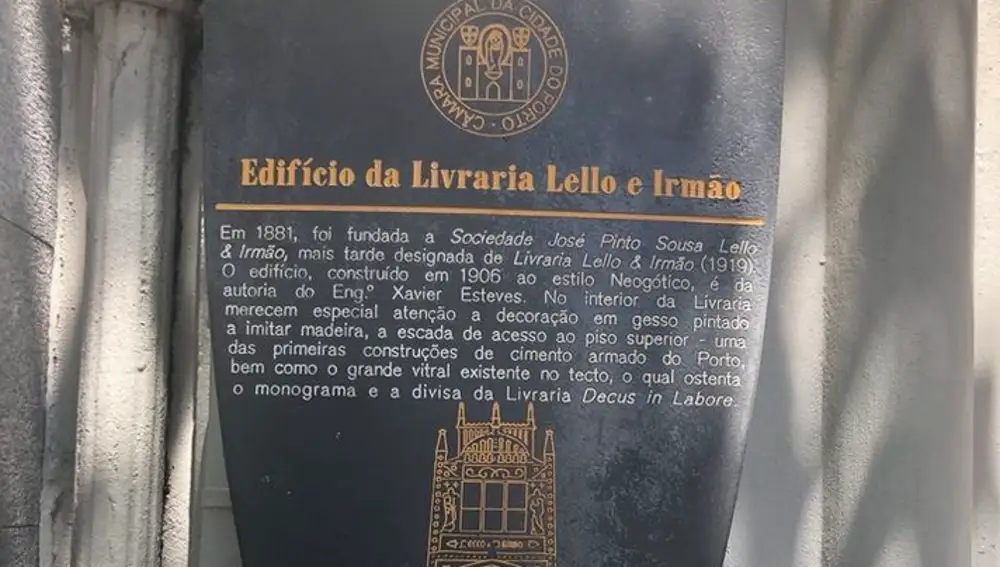 CÂMARA MUNICIPAL DA CIDADE DO PORTO
Edifício da Livraria Lello e Irmão
Em 1881, foi fundada a Sociedade José Pinto Sousa Lello
& Irmão, mais tarde designada de Livraria Lello & Irmão (1919).
O edifício, construído em 1906 ao estilo Neogótico, é da
autoria do Eng.º Xavier Esteves. No interior da Livraria
merecem especial atenção a decoração em gesso pintado
a imitar madeira, a escada de acesso ao piso superior - uma
das primeiras construções de cimento armado do Porto,
bem como o grande vitral existente no tecto, o qual ostenta
o monograma e a divisa da Livraria Decus in Labore.